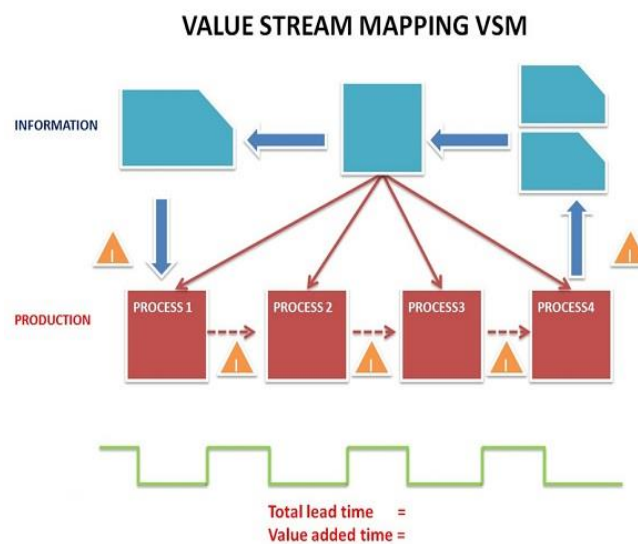 VALUE STREAM MAPPING VSM
INFORMATION
PRODUCTION
PROCESS 1
PROCESS 2
PROCESS3
PROCESS4
I
I
I
I
I
Total lead time =
Value added time =